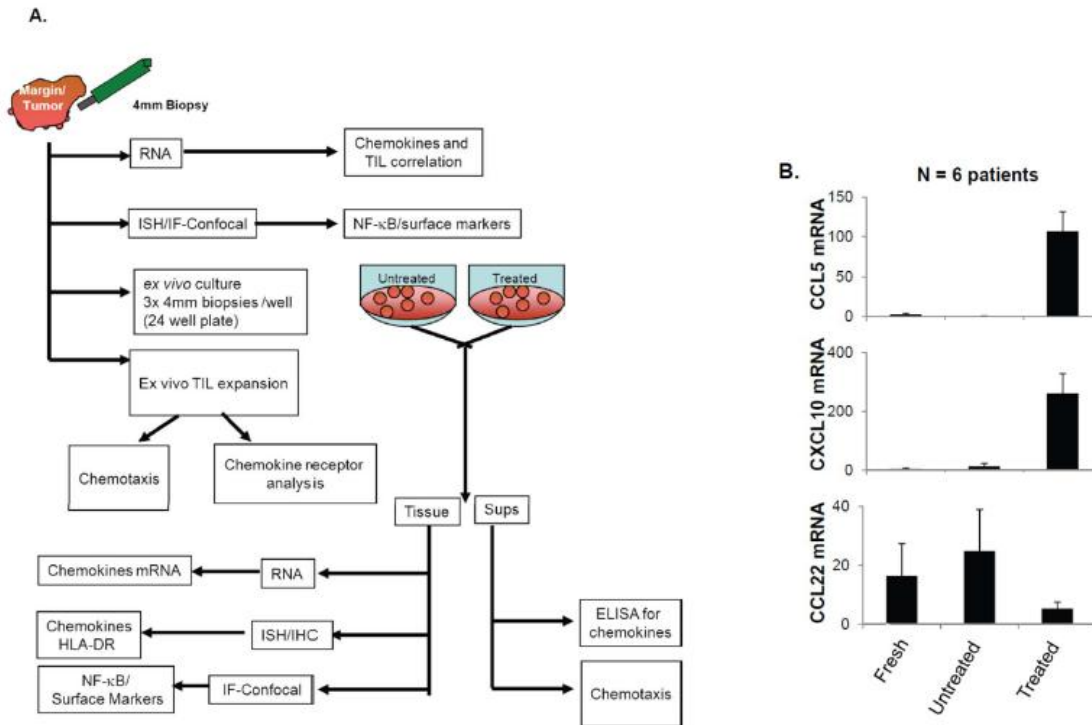 A.
Margin/
Tumor
4mm Biopsy
RNA
Chemokines and
TIL correlation
ISH/IF-Confocal
NF-κB/surface markers
ex vivo culture
3x 4mm biopsies /well
(24 well plate)
Untreated
Treated
Ex vivo TIL expansion
Chemotaxis
Chemokine receptor
analysis
Tissue
Sups
Chemokines mRNA
RNA
Chemokines
HLA-DR
ISH/IHC
NF-κB/
Surface Markers
IF-Confocal
ELISA for
chemokines
Chemotaxis
B.
N = 6 patients
CCL5 mRNA
150
100
50
0
CXCL10 mRNA
400
200
0
CCL22 mRNA
40
20
0
Fresh
Untreated
Treated